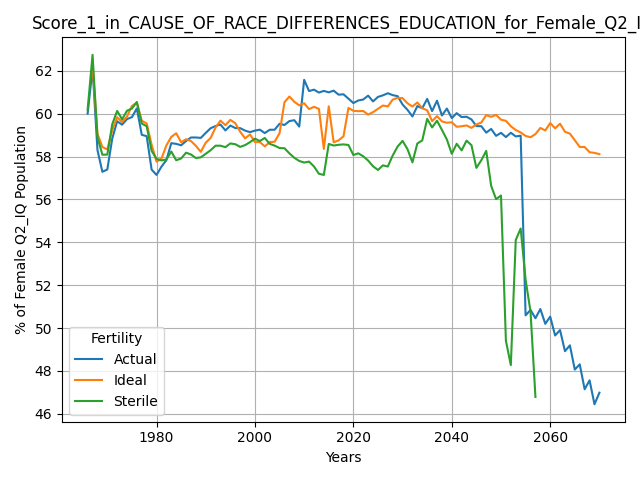 Score_1_in_CAUSE_OF_RACE_DIFFERENCES_EDUCATION_for_Female_Q2_I
% of Female Q2_IQ Population
62
60
58
56
54
52
50
48
46
Fertility
Actual
Ideal
Sterile
1980 2000 2020 2040 2060
Years